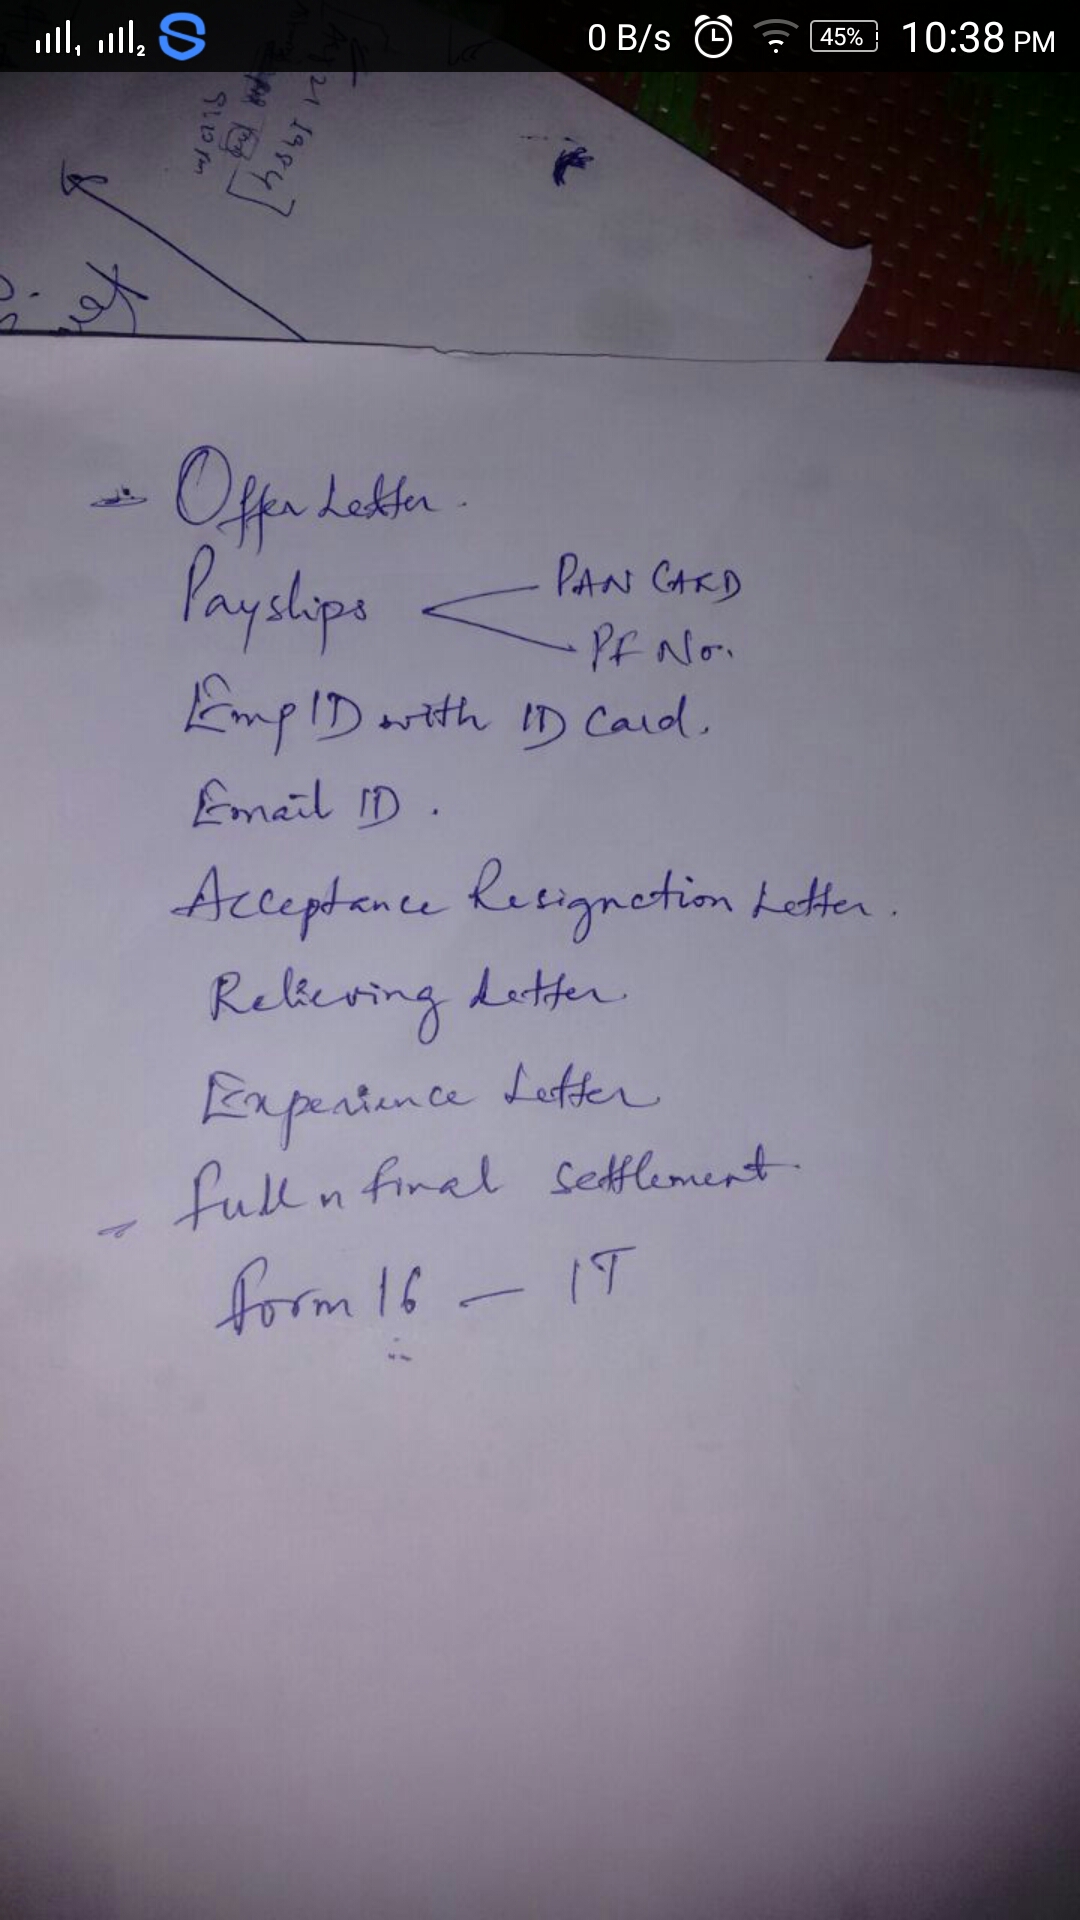 0 B/s 45% 10:38 PM
Offer Letter.
Payslips
PAN CARD
PF No.
Emp ID with ID Card.
Email ID.
Acceptance Resignation Letter.
Relieving Letter.
Experience Letter
full n final settlement.
form 16 — IT